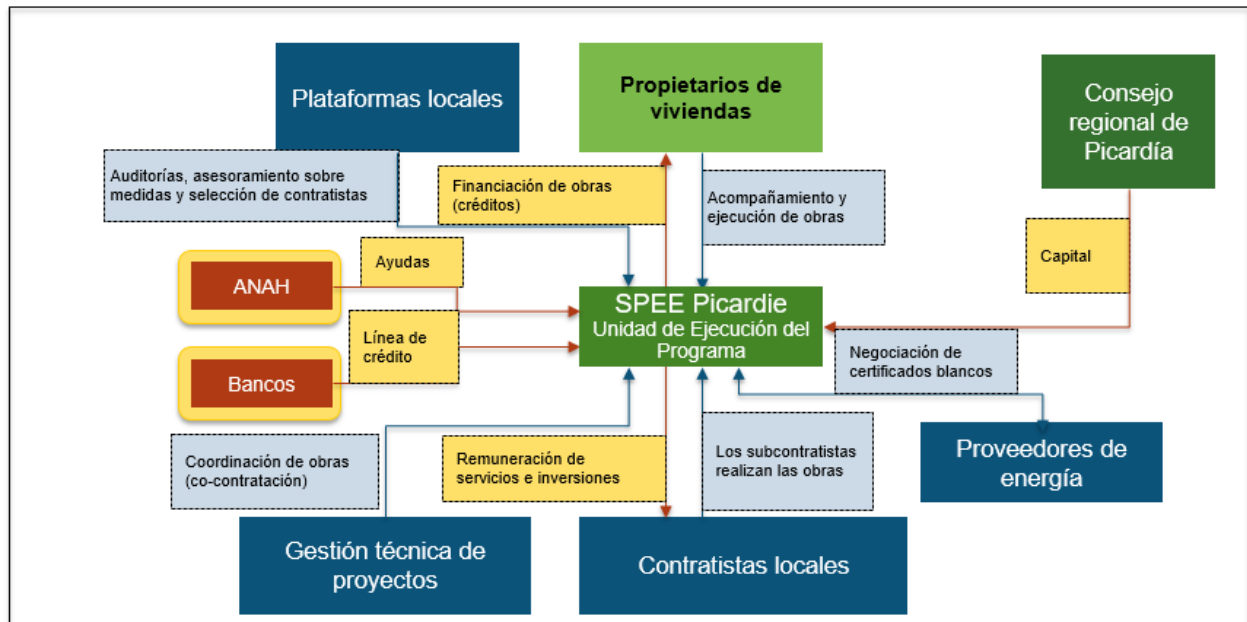 Plataformas locales
Propietarios de
viviendas
Consejo
regional de
Picardía
Auditorías, asesoramiento sobre
medidas y selección de contratistas
Financiación de obras
(créditos)
Acompañamiento y
ejecución de obras
Capital
ANAH
Ayudas
Bancos
Línea de
crédito
SPEE Picardie
Unidad de Ejecución del
Programa
Negociación de
certificados blancos
Coordinación de obras
(co-contratación)
Remuneración de
servicios e inversiones
Los subcontratistas
realizan las obras
Proveedores de
energía
Gestión técnica de
proyectos
Contratistas locales